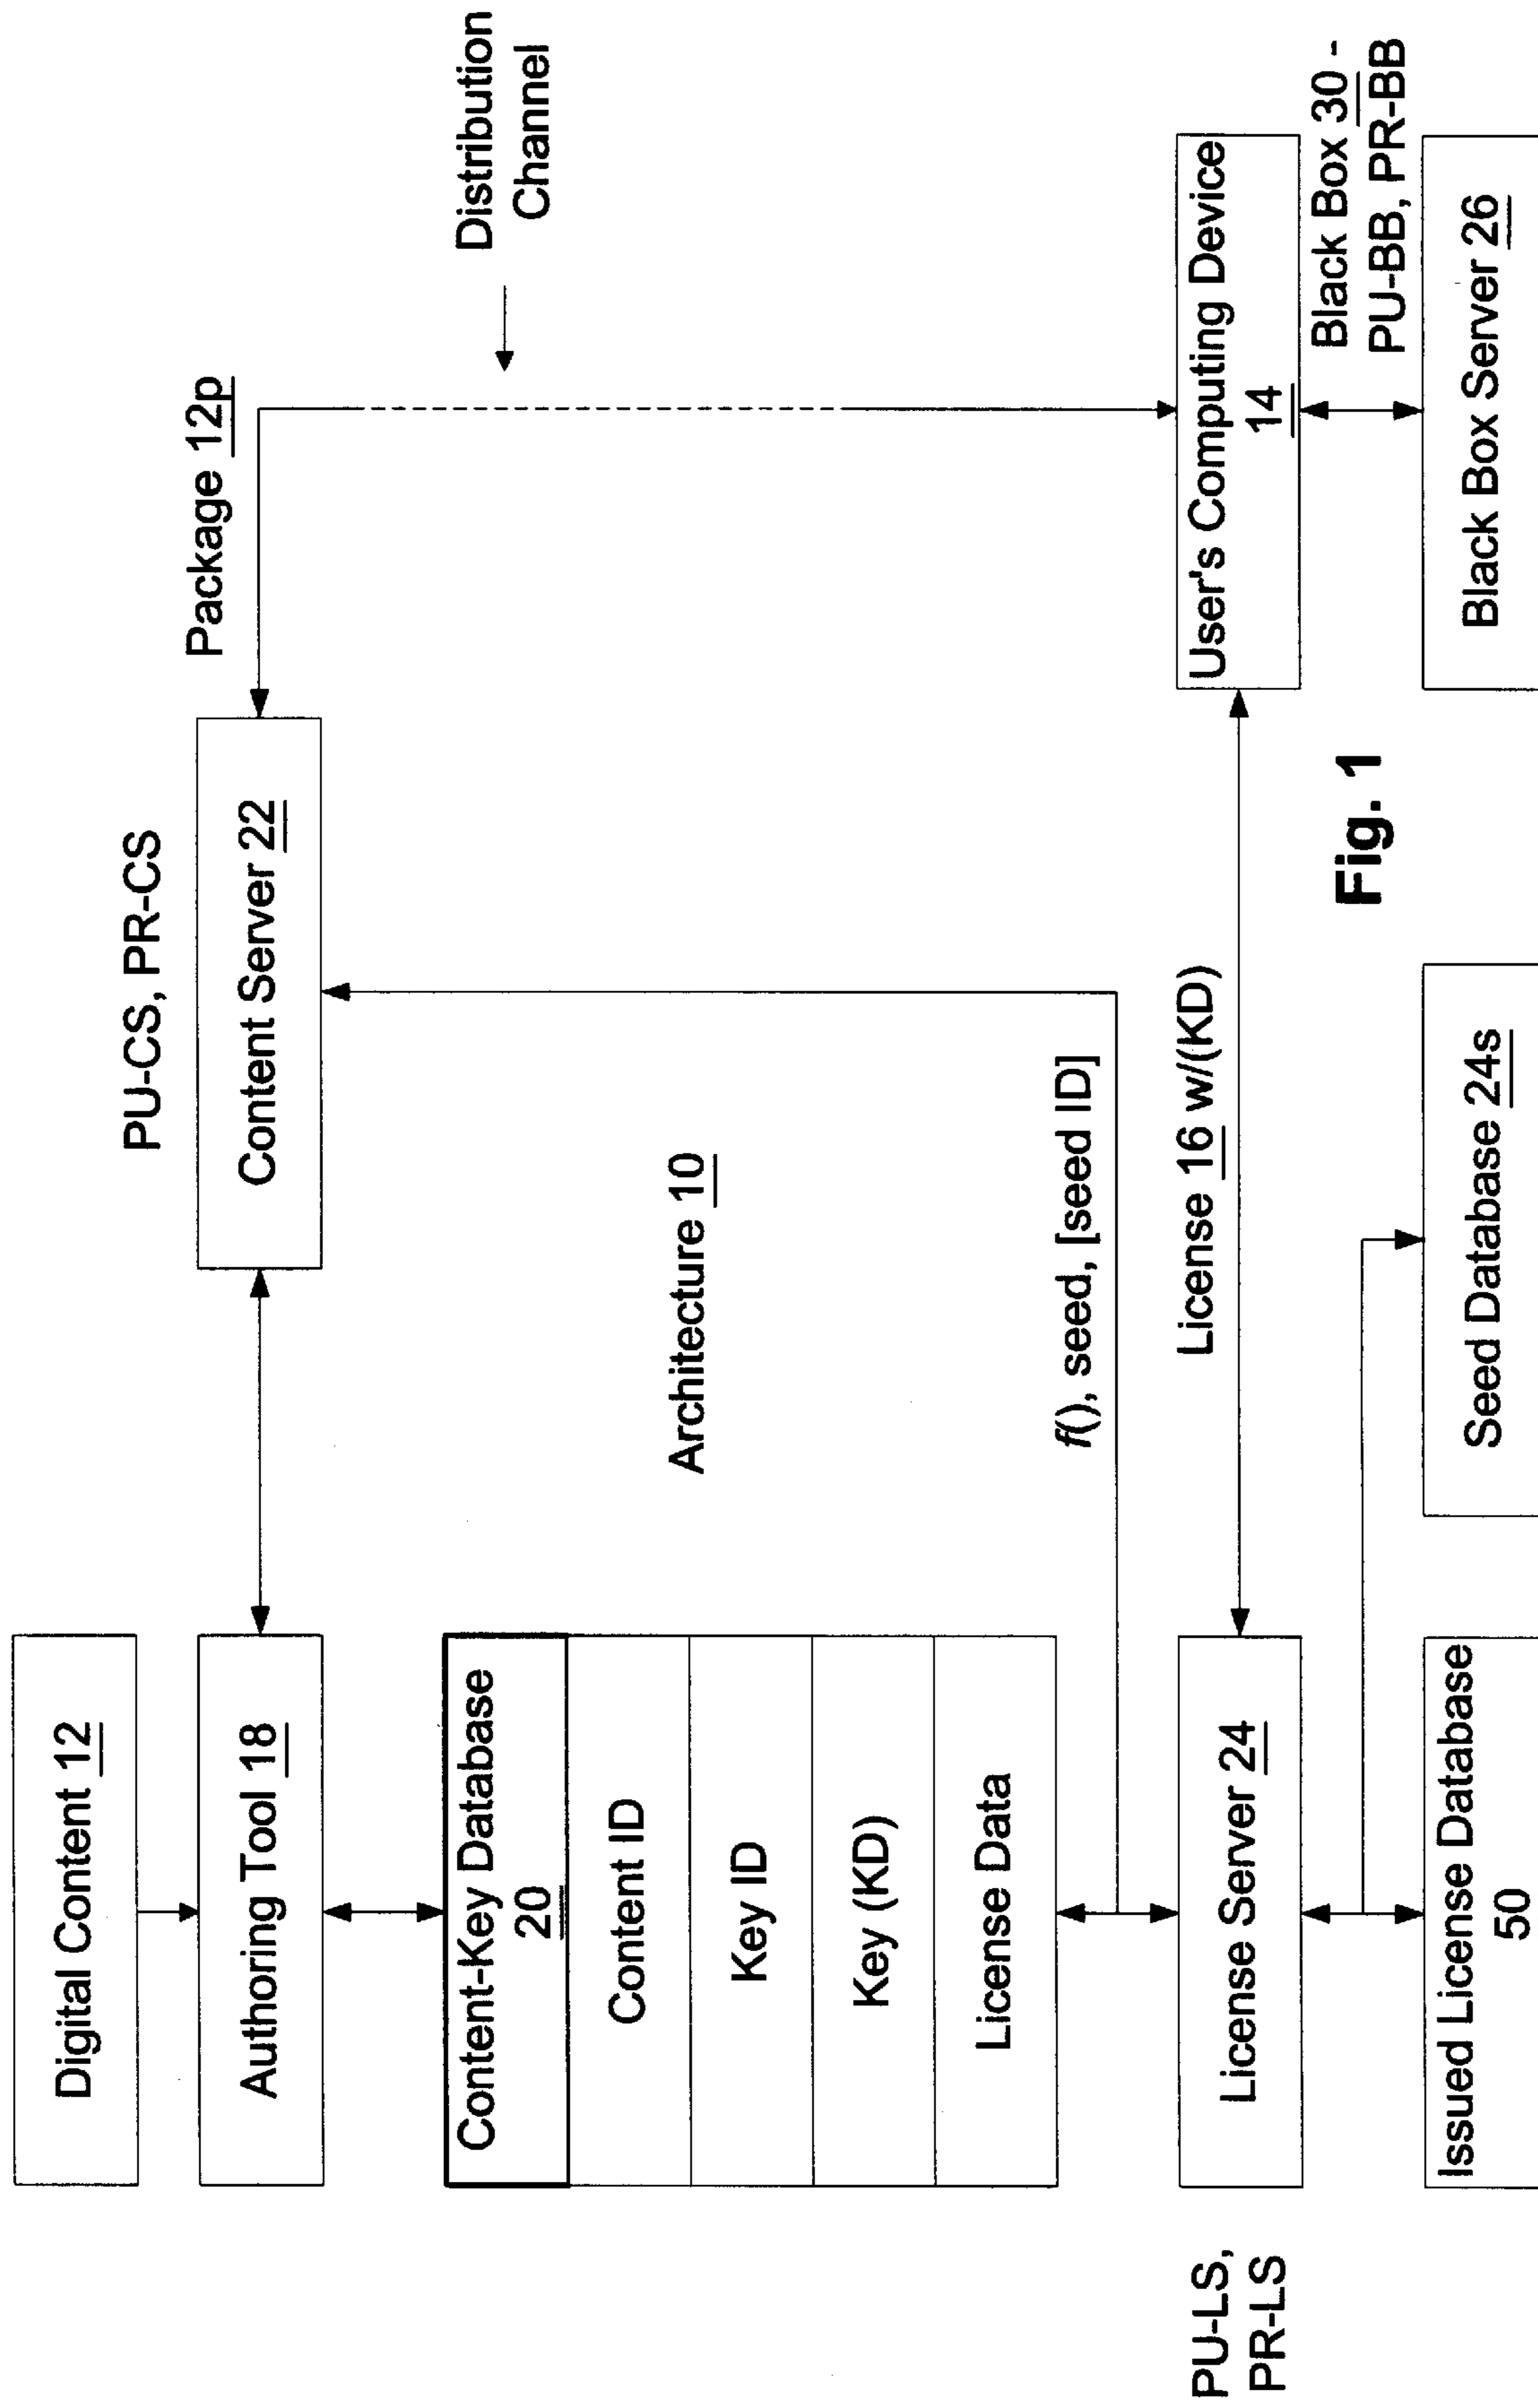 Digital Content 12
Authoring Tool 18
PU-CS, PR-CS
Content Server 22
Package 12p
Distribution
Channel
Content-Key Database
20
Content ID
Key ID
Key (KD)
License Data
Architecture 10
f(), seed, [seed ID]
PU-LS,
PR-LS
License Server 24
License 16 w/(KD)
User's Computing Device
14
Black Box 30 -
PU-BB, PR-BB
Issued License Database
50
Seed Database 24s
Black Box Server 26
Fig. 1